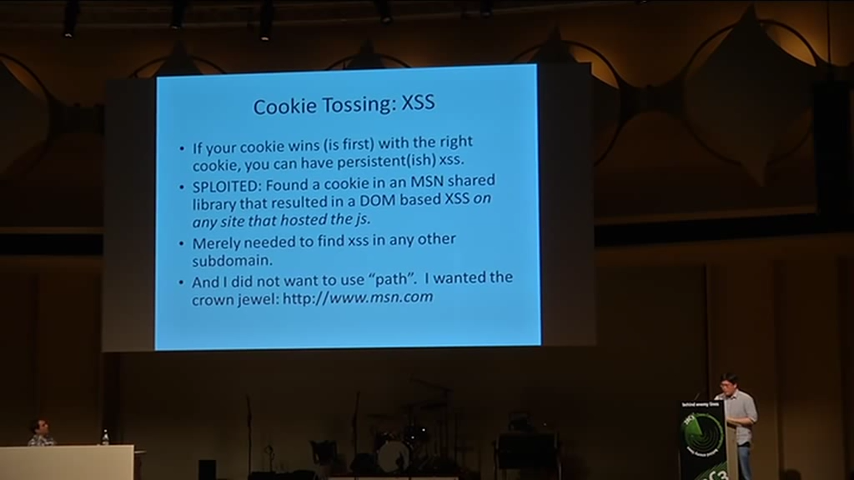 Cookie Tossing: XSS
• If your cookie wins (is first) with the right
cookie, you can have persistent(ish) xss.
• SPLOITED: Found a cookie in an MSN shared
library that resulted in a DOM based XSS on
any site that hosted the js.
• Merely needed to find xss in any other
subdomain.
• And I did not want to use “path”. I wanted the
crown jewel: http://www.msn.com
behind enemy lines